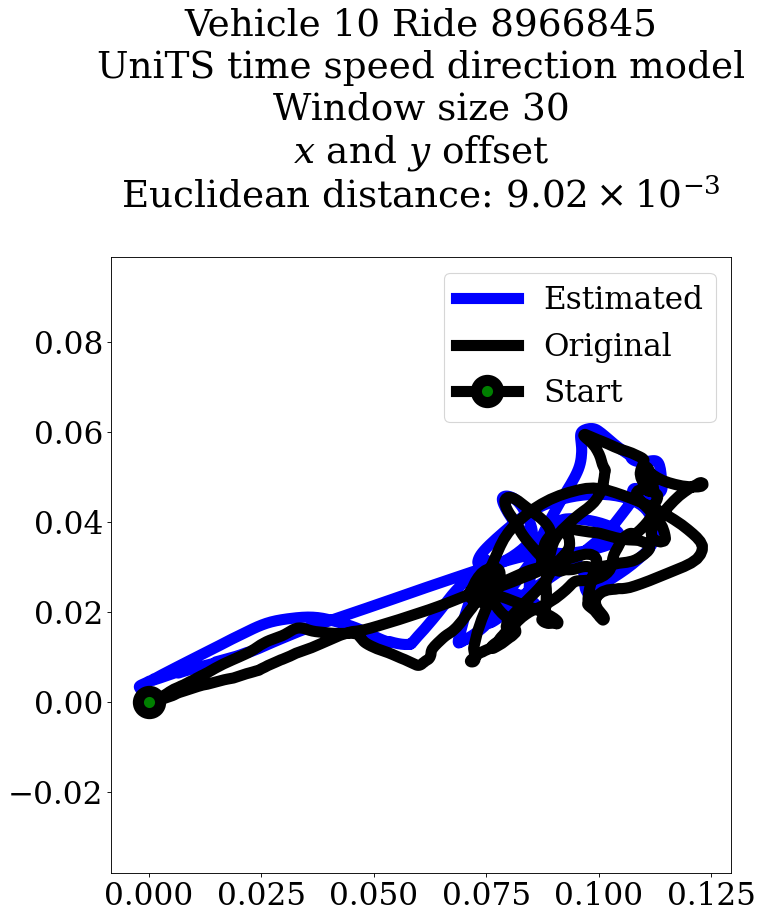 Vehicle 10 Ride 8966845
UniTS time speed direction model
Window size 30
x and y offset
Euclidean distance: 9.02 × 10⁻³
Estimated
Original
Start
0.08
0.06
0.04
0.02
0.00
−0.02
0.000 0.025 0.050 0.075 0.100 0.125